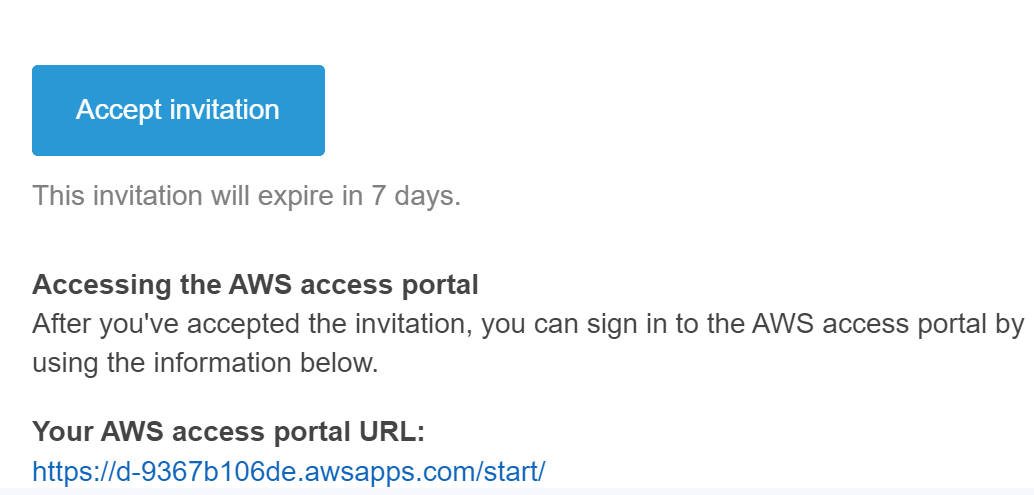 Accept invitation
This invitation will expire in 7 days.
Accessing the AWS access portal
After you've accepted the invitation, you can sign in to the AWS access portal by
using the information below.
Your AWS access portal URL:
https://d-9367b106de.awsapps.com/start/